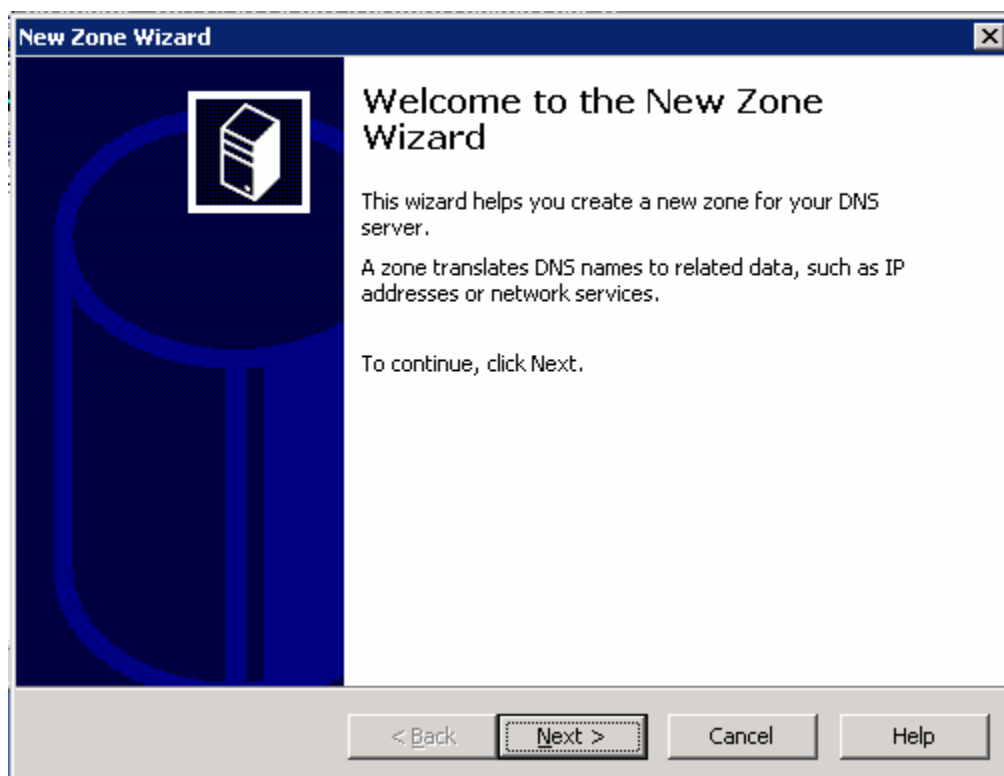 New Zone Wizard
Welcome to the New Zone
Wizard
This wizard helps you create a new zone for your DNS
server.
A zone translates DNS names to related data, such as IP
addresses or network services.
To continue, click Next.
< Back
Next >
Cancel
Help